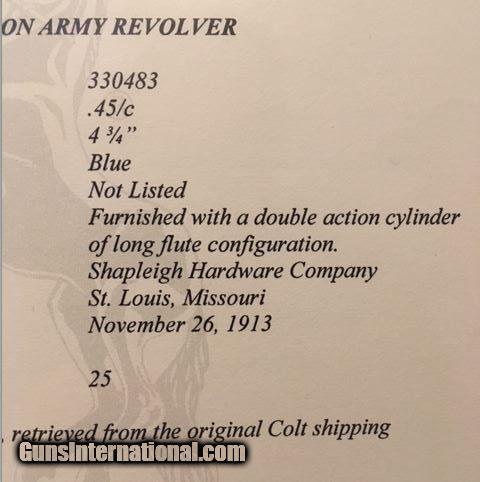 ON ARMY REVOLVER
330483
.45/c
4 ¾”
Blue
Not Listed
Furnished with a double action cylinder
of long flute configuration.
Shapleigh Hardware Company
St. Louis, Missouri
November 26, 1913
25
, retrieved from the original Colt shipping
GunsInternational.com